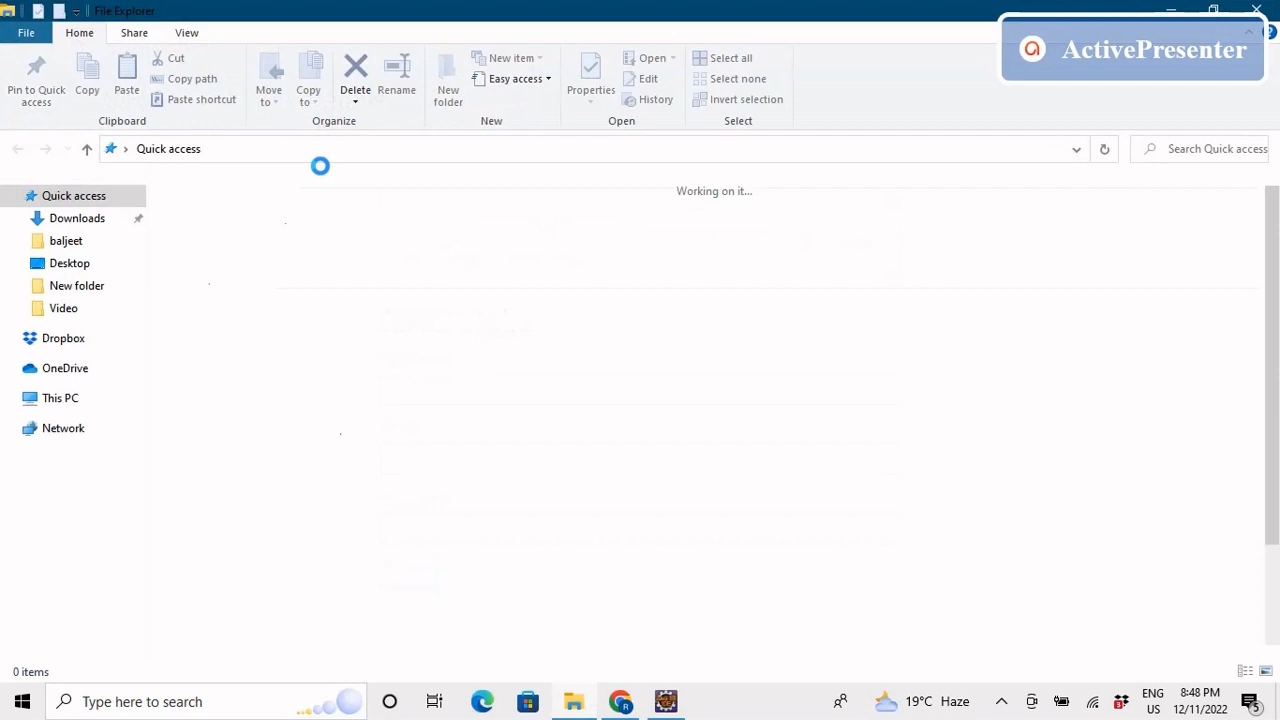 File Explorer
File Home Share View
ActivePresenter
Pin to Quick access
Copy
Paste
Cut
Copy path
Paste shortcut
Clipboard
Move to
Copy to
Delete
Rename
Organize
New folder
New item
Easy access
New
Properties
Open
Edit
History
Open
Select all
Select none
Invert selection
Select
Quick access
Search Quick access
Working on it...
Quick access
Downloads
baljeet
Desktop
New folder
Video
Dropbox
OneDrive
This PC
Network
0 items
Type here to search
19°C Haze
ENG
US
8:48 PM
12/11/2022
5